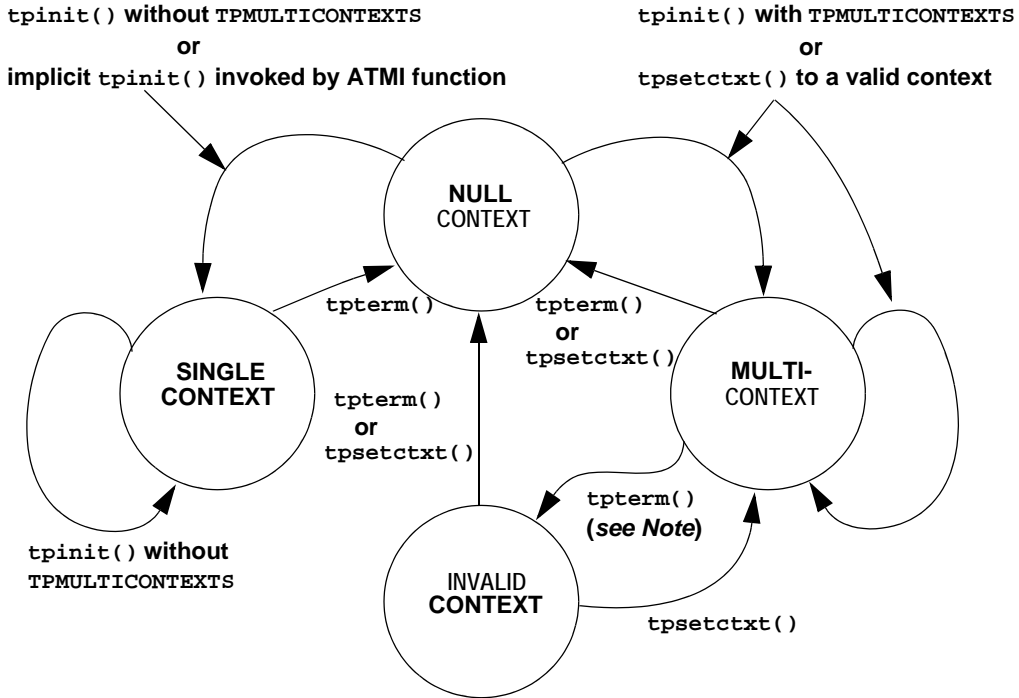 tpinit() without TPMULTICONTEXTS
or
implicit tpinit() invoked by ATMI function
tpinit() with TPMULTICONTEXTS
or
tpsetctxt() to a valid context
NULL
CONTEXT
tpterm()
tpterm()
or
tpsetctxt()
SINGLE
CONTEXT
MULTI-
CONTEXT
tpterm()
or
tpsetctxt()
tpterm()
(see Note)
tpinit() without
TPMULTICONTEXTS
INVALID
CONTEXT
tpsetctxt()